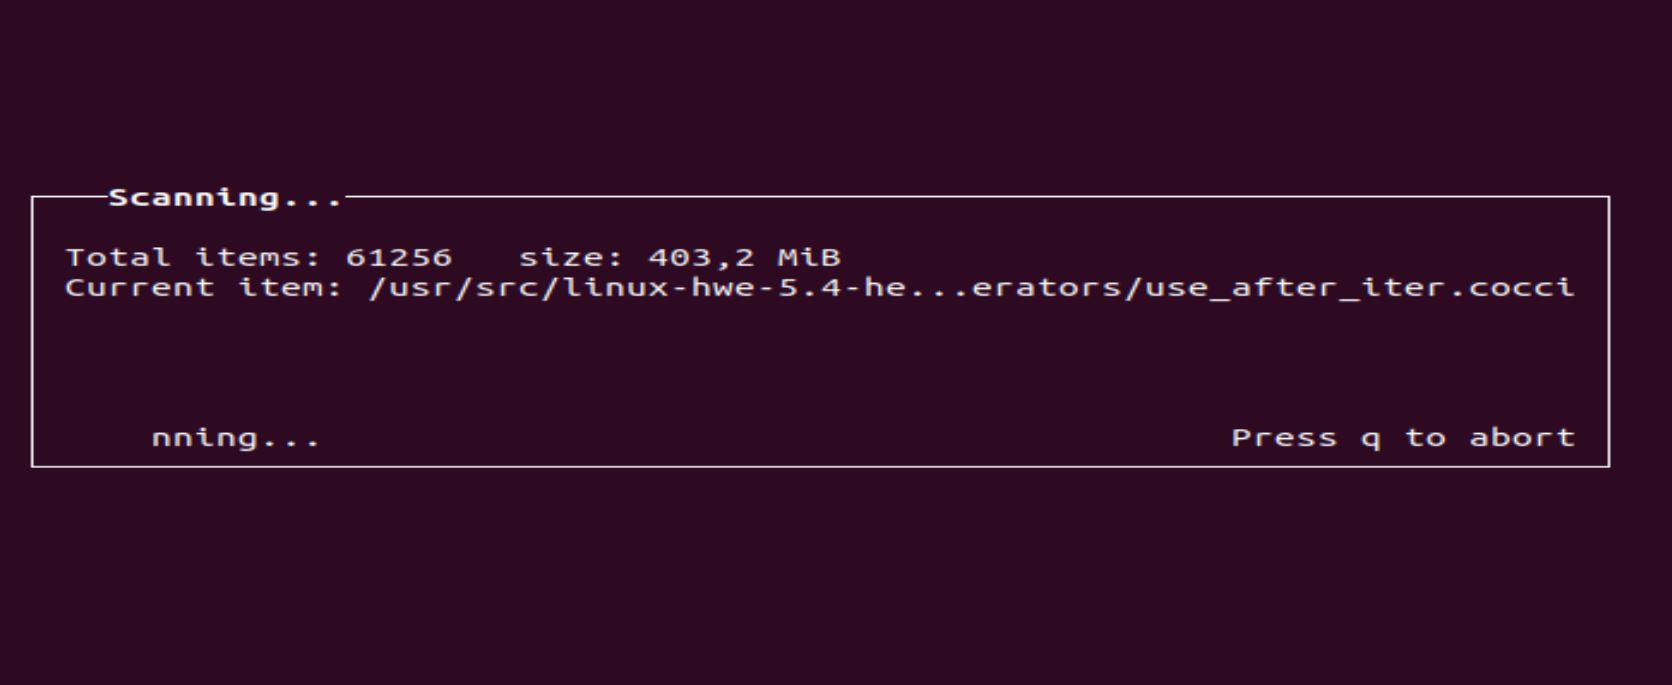 Scanning...
Total items: 61256 size: 403,2 MiB
Current item: /usr/src/linux-hwe-5.4-he...erators/use_after_iter.cocci
nning... Press q to abort